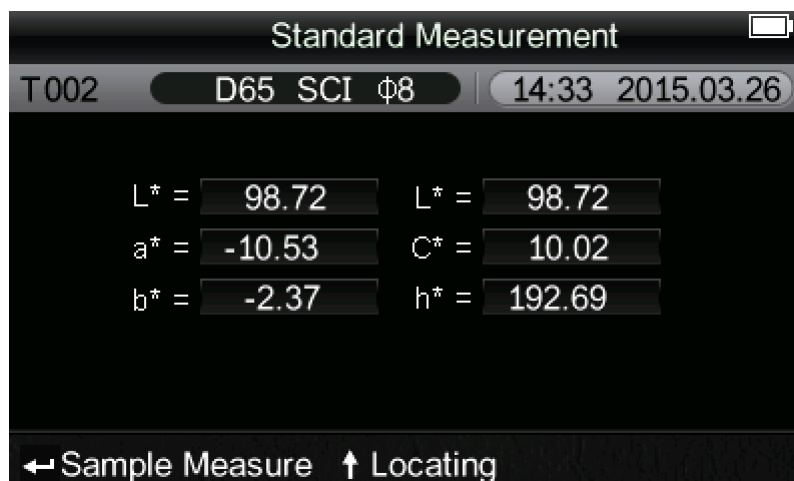 Standard Measurement
T002 D65 SCI Φ8 14:33 2015.03.26
L* = 98.72 L* = 98.72
a* = -10.53 C* = 10.02
b* = -2.37 h* = 192.69
Sample Measure Locating